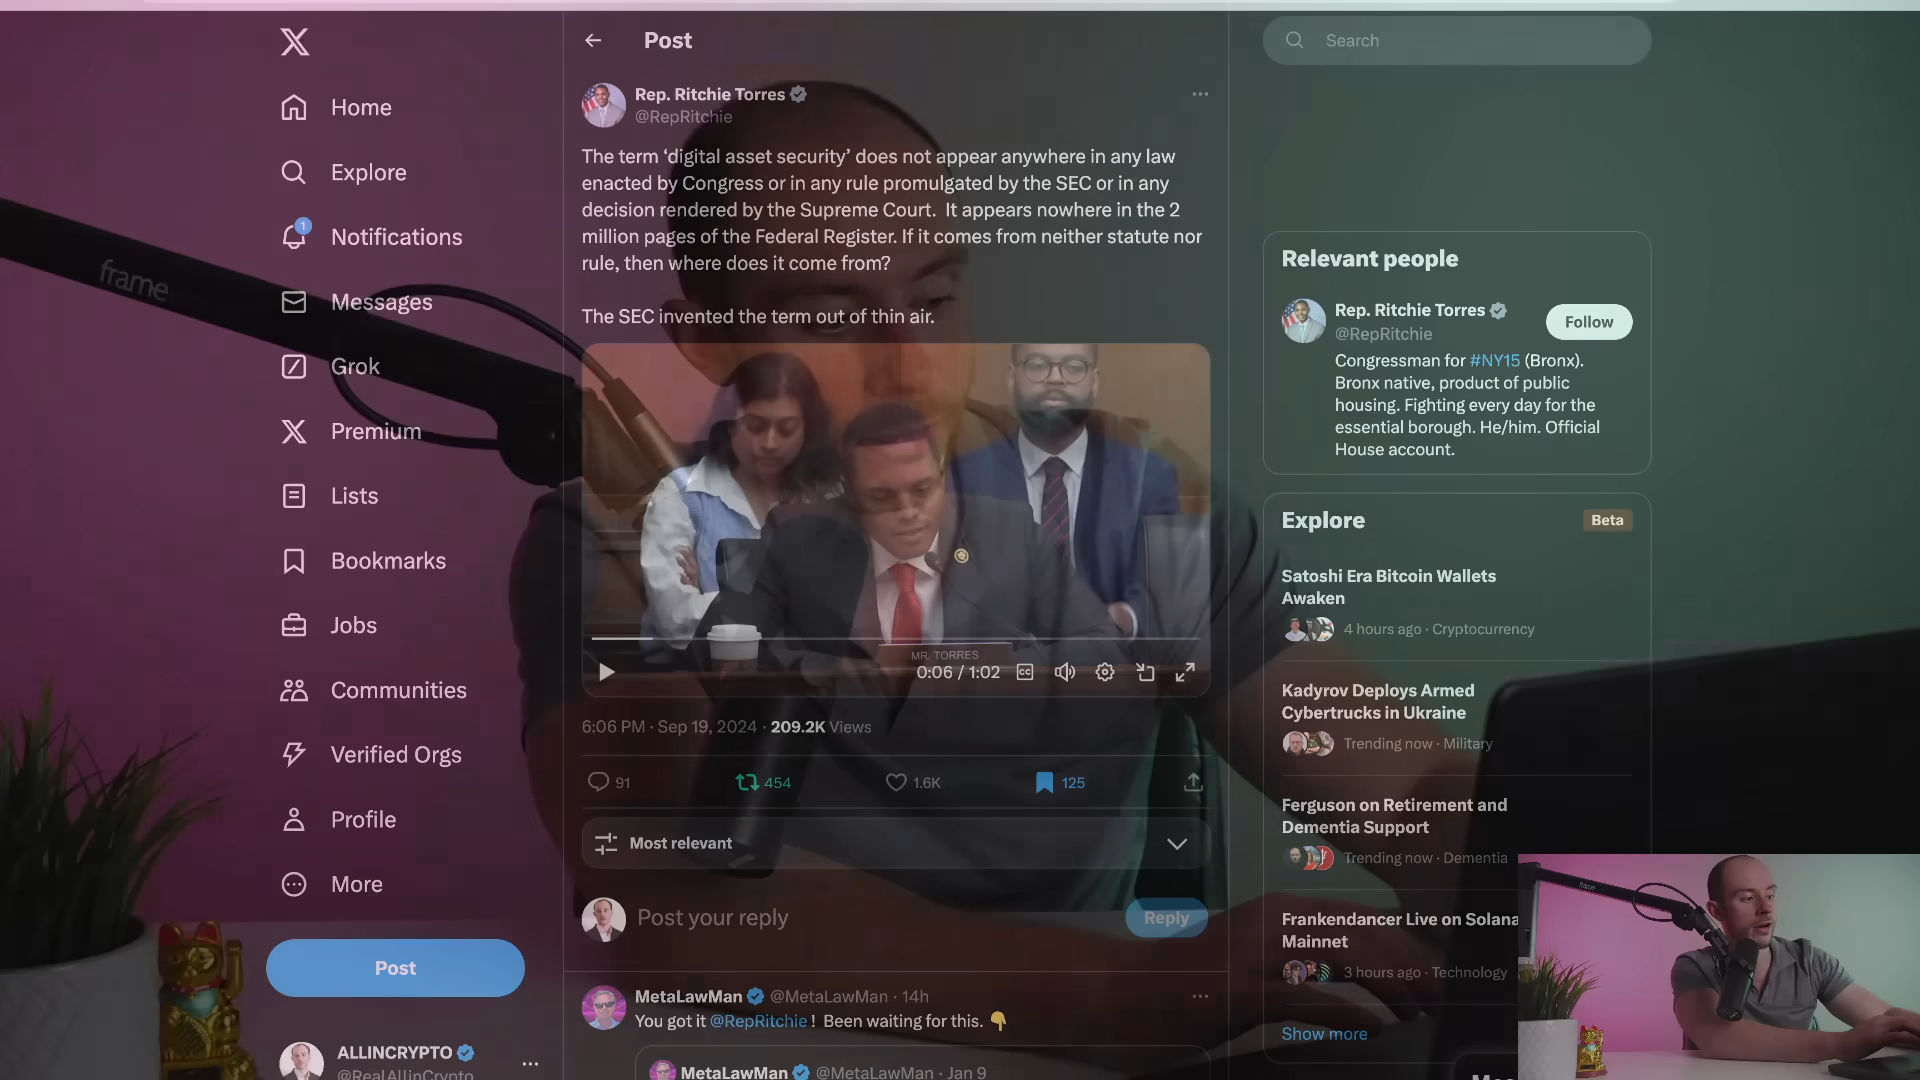 Post
Search
Rep. Ritchie Torres
@RepRitchie
Home
Explore
1
Notifications
Messages
Grok
Premium
Lists
Bookmarks
Jobs
Communities
Verified Orgs
Profile
More
Post
ALLINCRYPTO
@RealAllinCrypto
frame
The term ‘digital asset security’ does not appear anywhere in any law
enacted by Congress or in any rule promulgated by the SEC or in any
decision rendered by the Supreme Court. It appears nowhere in the 2
million pages of the Federal Register. If it comes from neither statute nor
rule, then where does it come from?
The SEC invented the term out of thin air.
MR. TORRES
0:06 / 1:02
CC
6:06 PM · Sep 19, 2024 · 209.2K Views
91
454
1.6K
125
Most relevant
Post your reply
Reply
MetaLawMan @MetaLawMan · 14h
You got it @RepRitchie ! Been waiting for this. 👇
MetaLawMan @MetaLawMan · Jan 9
Relevant people
Rep. Ritchie Torres
@RepRitchie
Follow
Congressman for #NY15 (Bronx).
Bronx native, product of public
housing. Fighting every day for the
essential borough. He/him. Official
House account.
Explore
Beta
Satoshi Era Bitcoin Wallets
Awaken
4 hours ago · Cryptocurrency
Kadyrov Deploys Armed
Cybertrucks in Ukraine
Trending now · Military
Ferguson on Retirement and
Dementia Support
Trending now · Dementia
Frankendancer Live on Solana
Mainnet
3 hours ago · Technology
Show more
frame